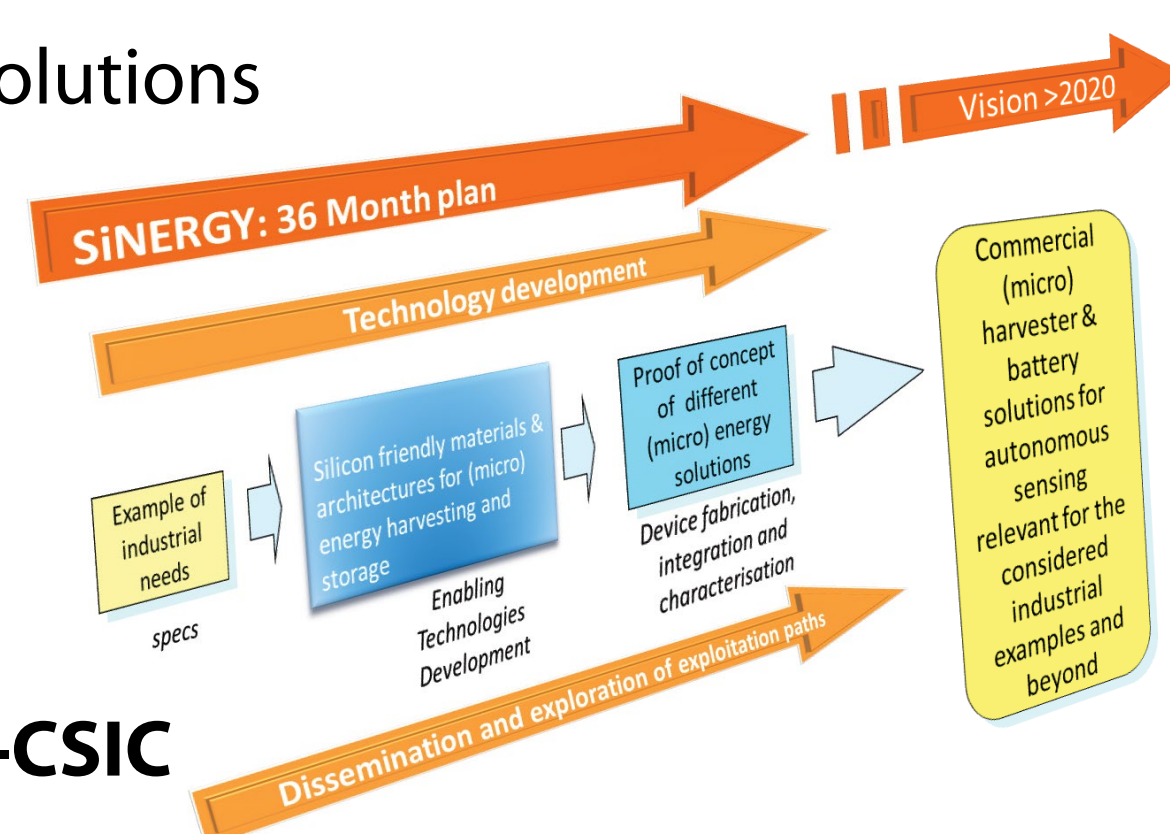 olutions
Vision >2020
SiNERGY: 36 Month plan
Technology development
Example of
industrial
needs
specs
Silicon friendly materials &
architectures for (micro)
energy harvesting and
storage
Enabling
Technologies
Development
Proof of concept
of different
(micro) energy
solutions
Device fabrication,
integration and
characterisation
Commercial
(micro)
harvester &
battery
solutions for
autonomous
sensing
relevant for the
considered
industrial
examples and
beyond
Dissemination and exploration of exploitation paths
-CSIC